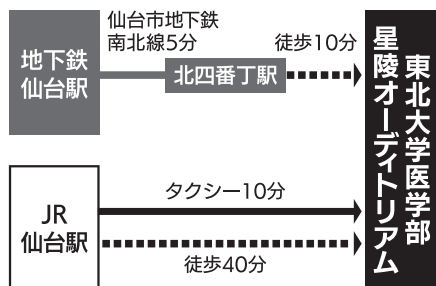 地下鉄
仙台駅
仙台市地下鉄
南北線5分
北四番丁駅
徒歩10分
JR
仙台駅
タクシー10分
徒歩40分
東北大学医学部
星陵オーディトリアム